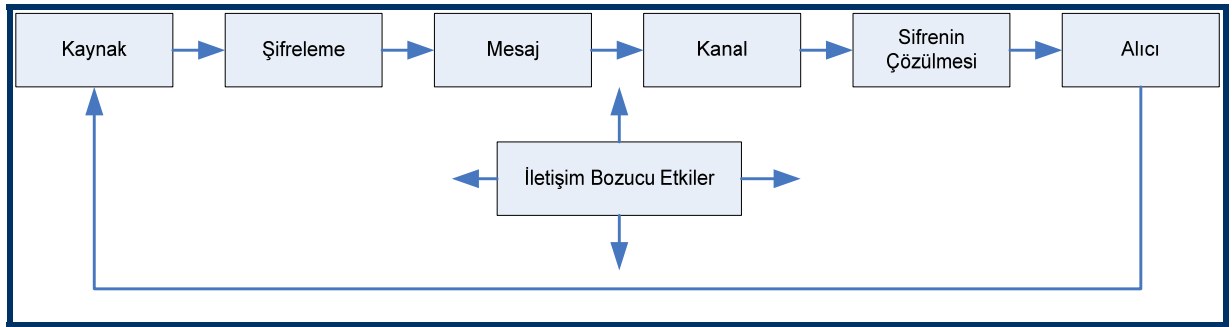 Kaynak
Şifreleme
Mesaj
Kanal
Sifrenin
Çözülmesi
Alıcı
İletişim Bozucu Etkiler